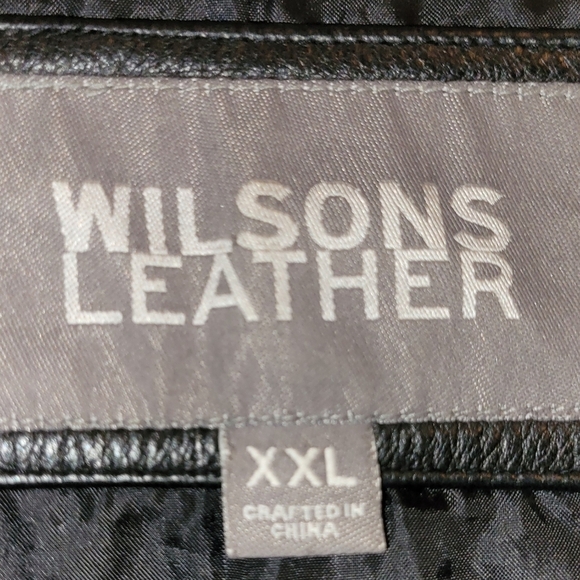 WILSONS
LEATHER
XXL
CRAFTED IN
CHINA